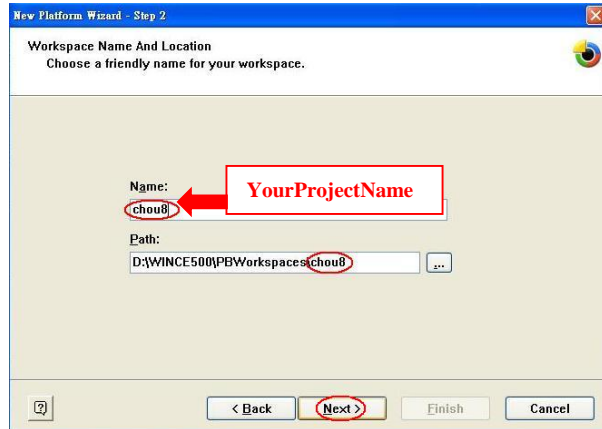 New Platform Wizard - Step 2
Workspace Name And Location
Choose a friendly name for your workspace.
Name:
YourProjectName
chou8
Path:
D:\WINCE500\PBWorkspaces\chou8
...
< Back
Next >
Finish
Cancel